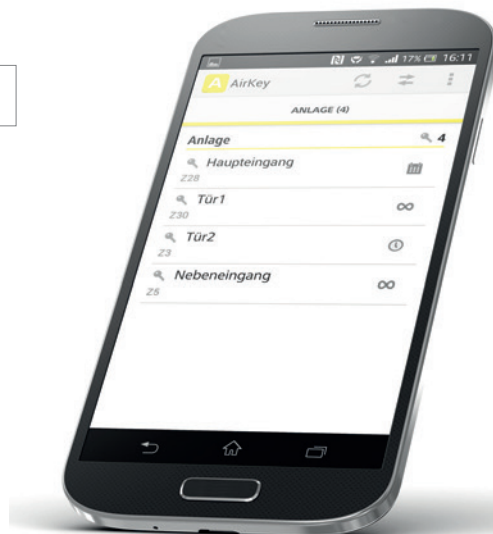 17% 16:11
A AirKey
ANLAGE (4)
Anlage 4
Haupteingang
Z28
Tür1
Z30
Tür2
Z3
Nebeneingang
Z5